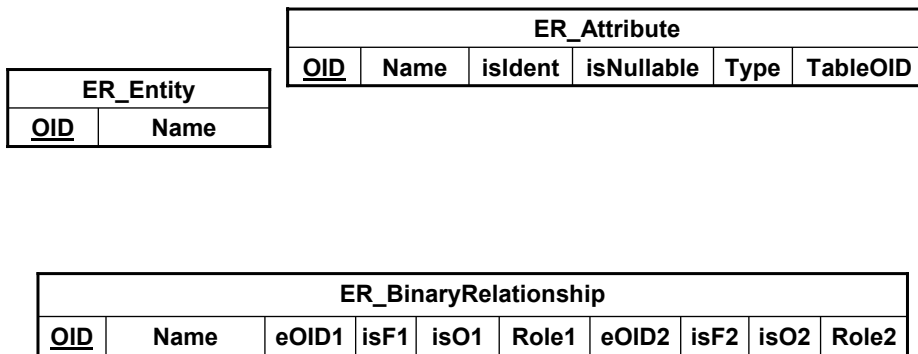 ER_Attribute
OID Name isIdent isNullable Type TableOID
ER_Entity
OID Name
ER_BinaryRelationship
OID Name eOID1 isF1 isO1 Role1 eOID2 isF2 isO2 Role2